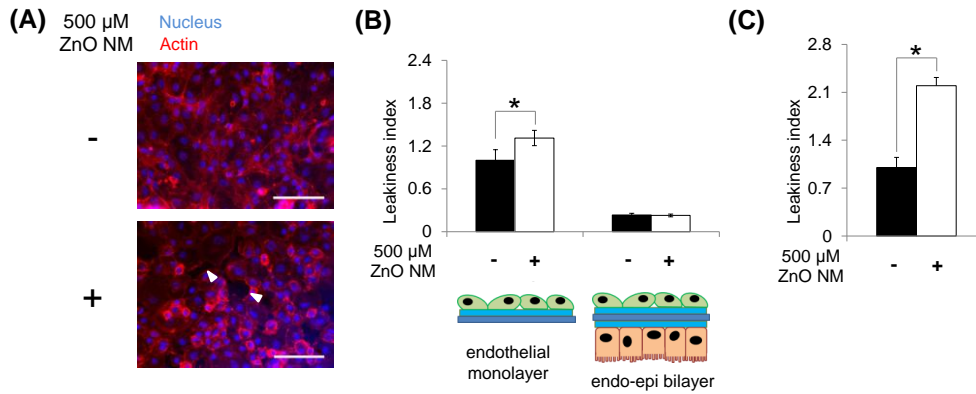 (A)
500 µM
ZnO NM
Nucleus
Actin
-
+
(B)
Leakiness index
2.4
1.8
1.2
0.6
0
*
500 µM
ZnO NM
-
+
-
+
endothelial
monolayer
endo-epi bilayer
(C)
Leakiness index
2.8
2.1
1.4
0.7
0
*
500 µM
ZnO NM
-
+